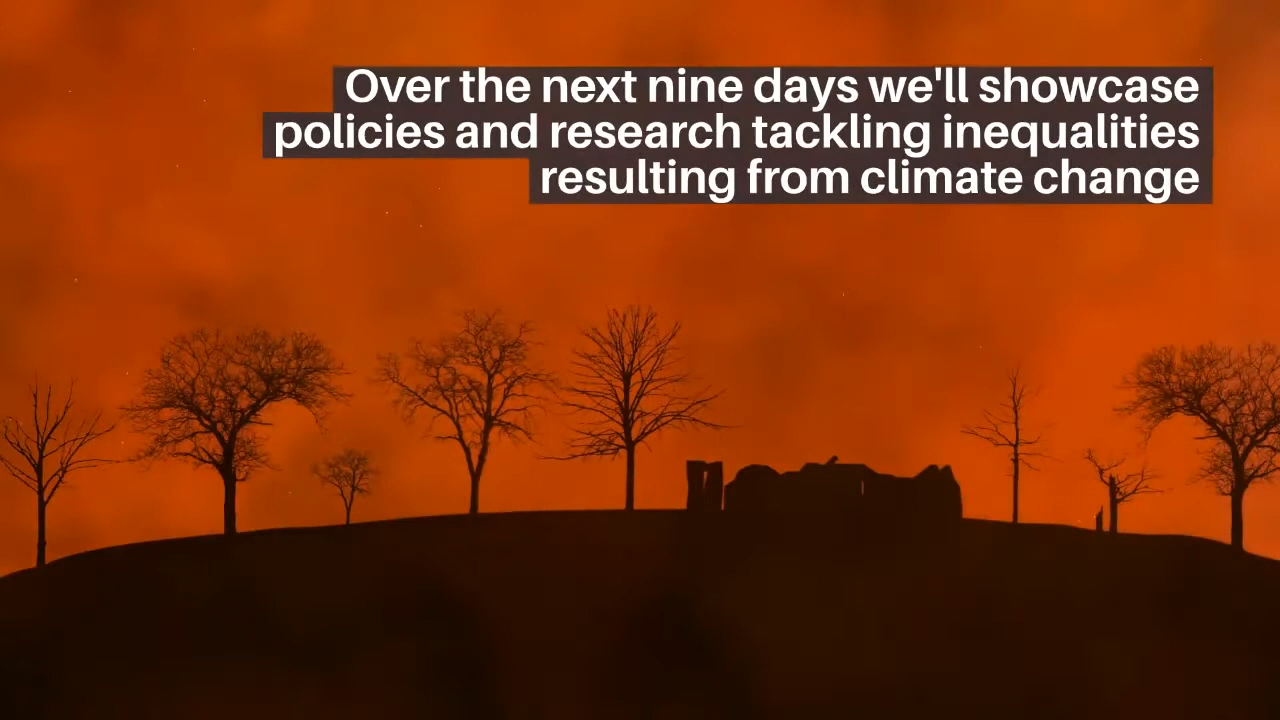 Over the next nine days we'll showcase
policies and research tackling inequalities
resulting from climate change